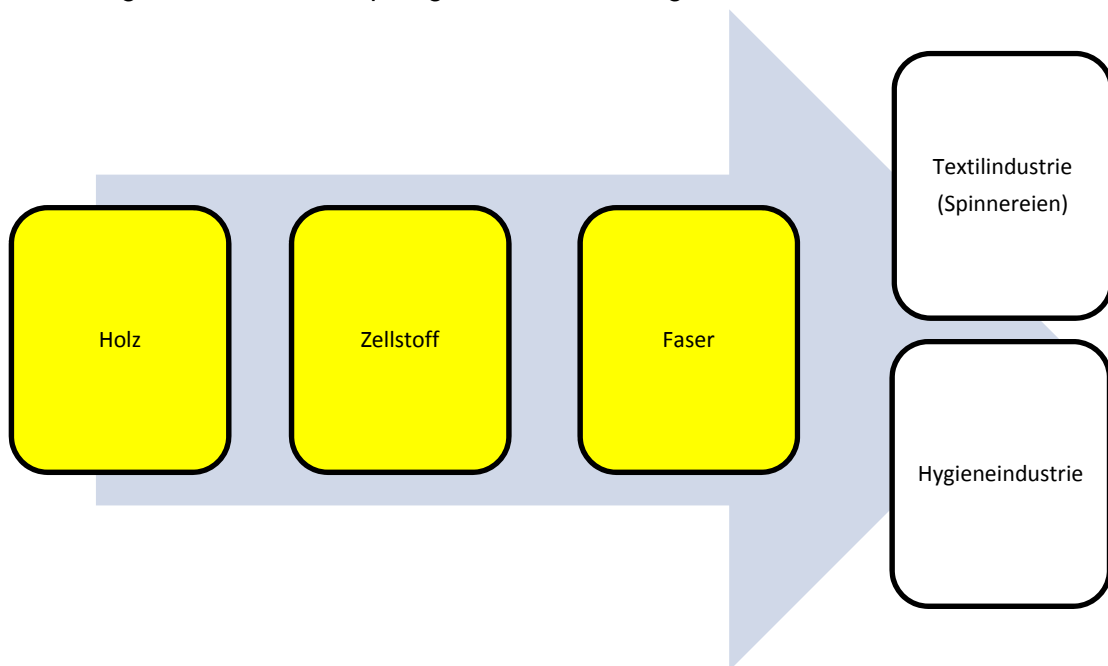 Holz
Zellstoff
Faser
Textilindustrie
(Spinnereien)
Hygieneindustrie